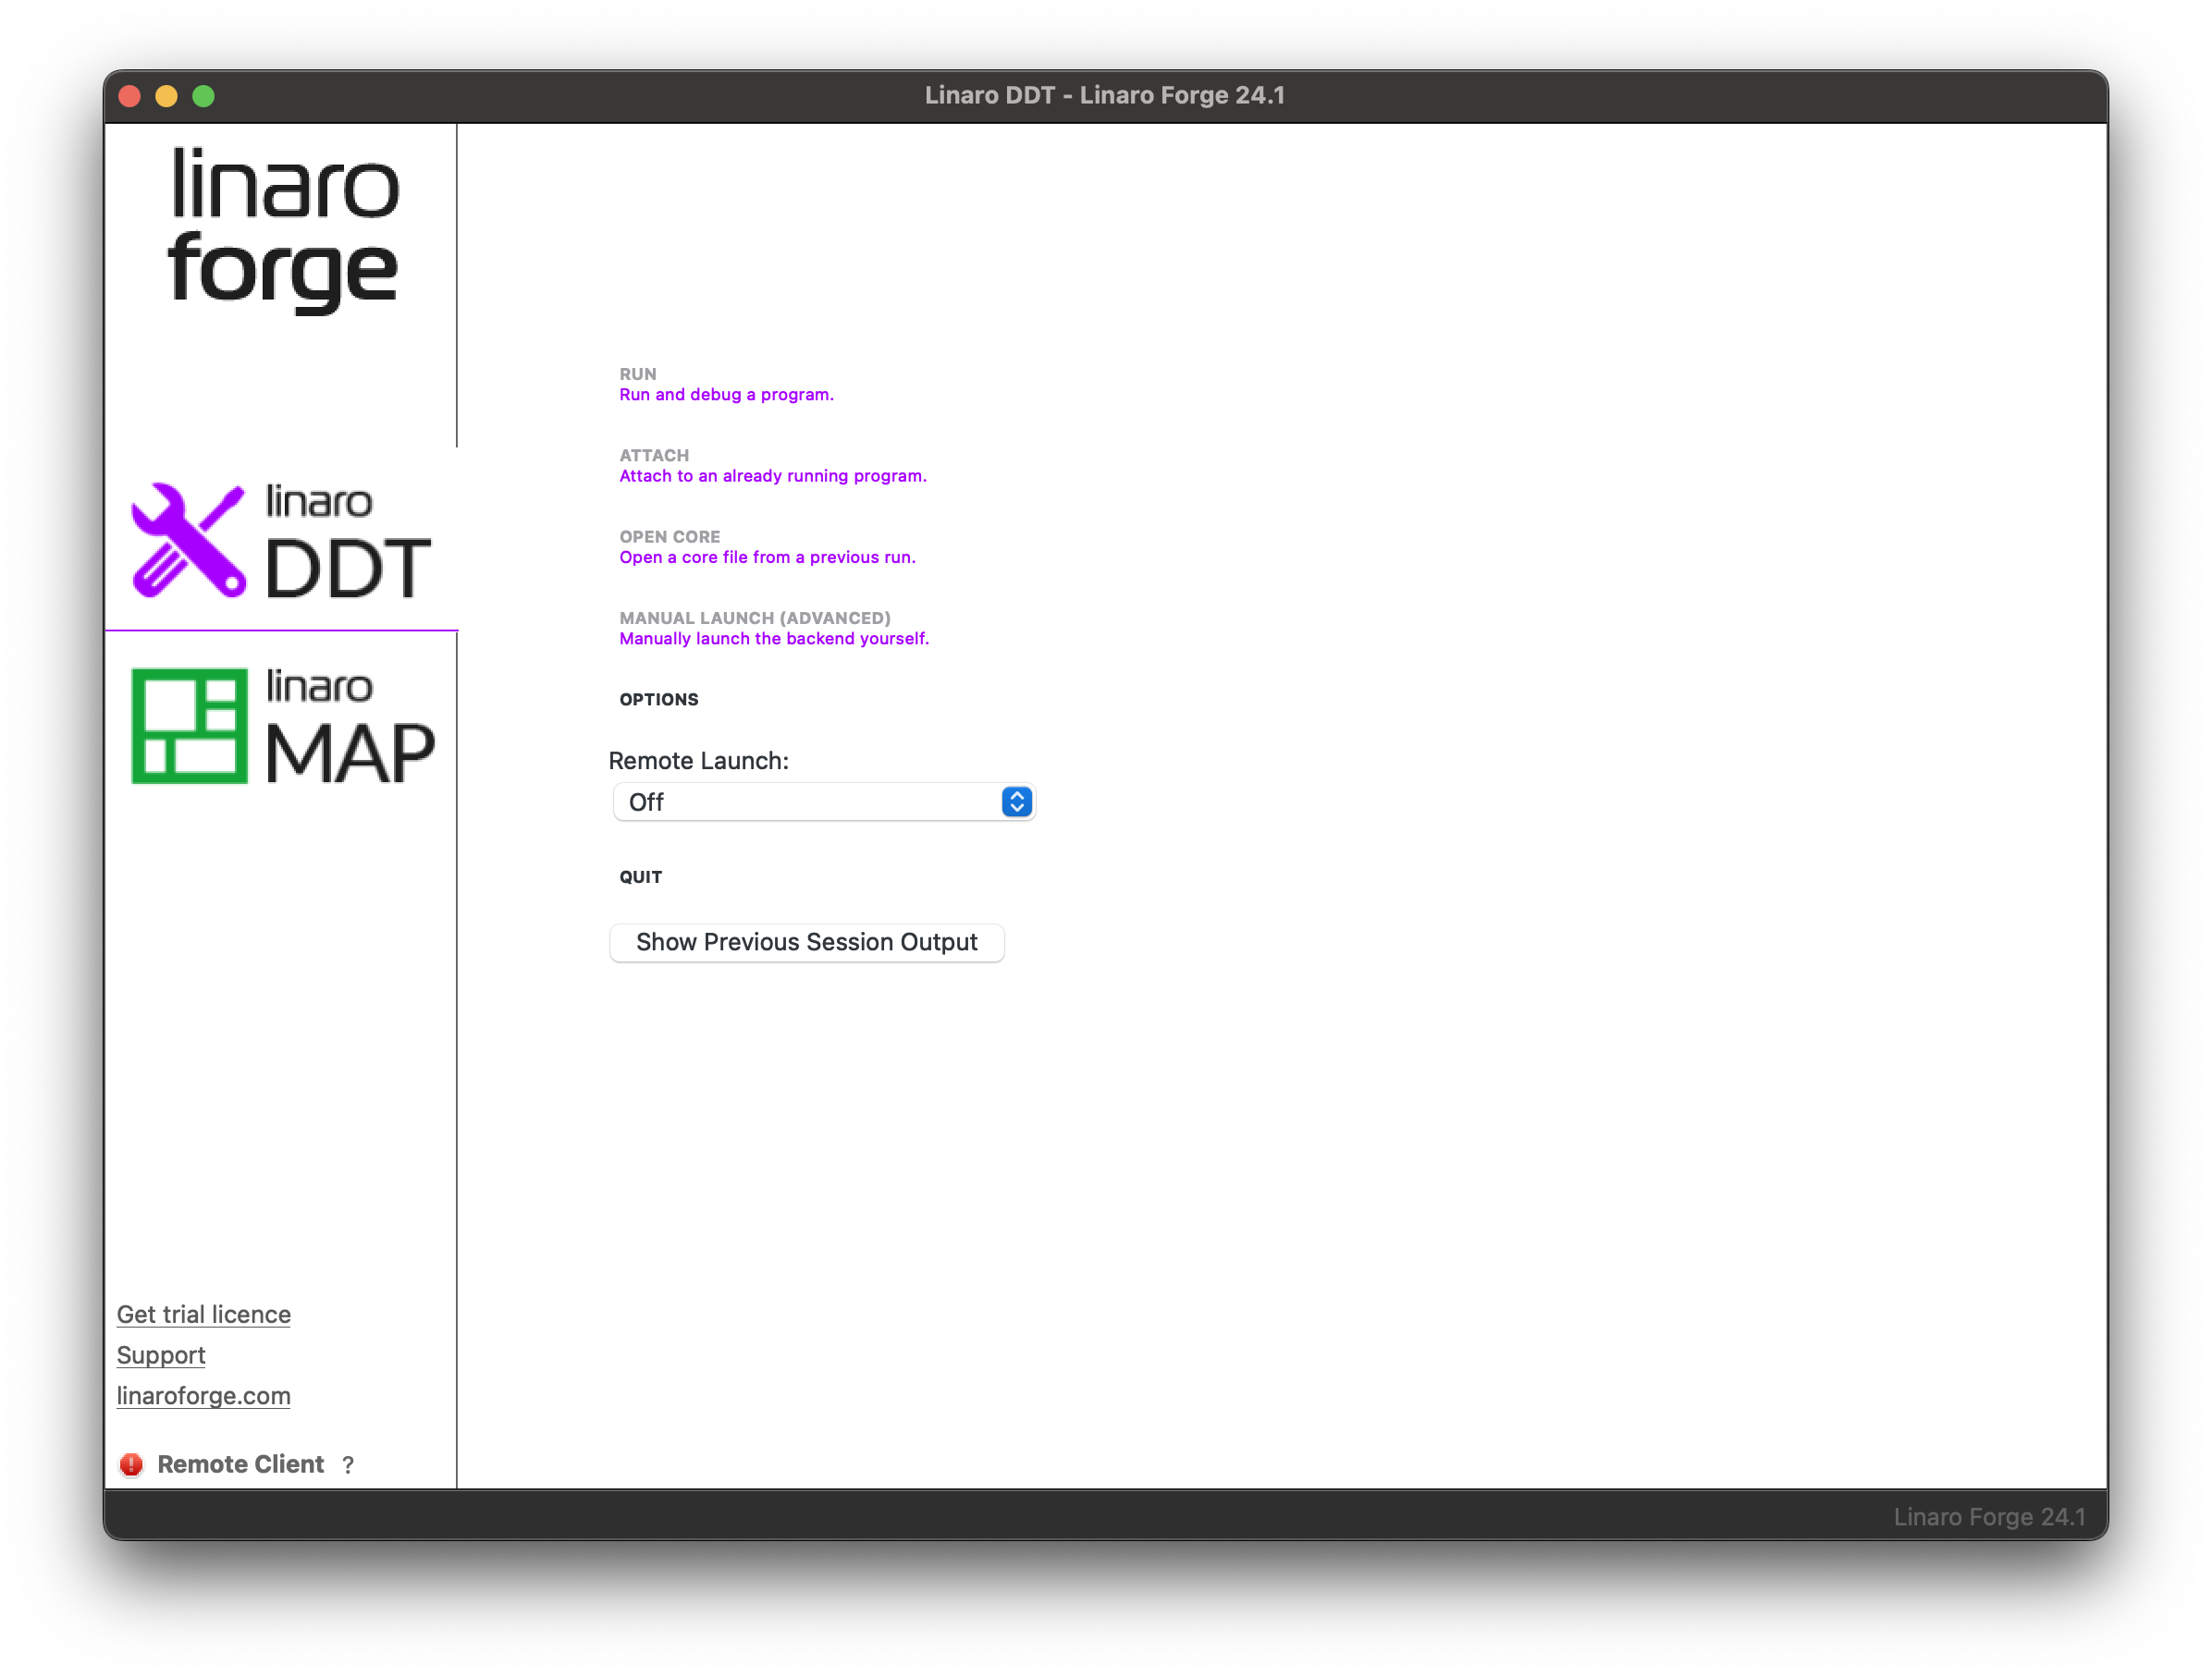 Linaro DDT - Linaro Forge 24.1
linaro
forge
linaro
DDT
linaro
MAP
Get trial licence
Support
linaroforge.com
Remote Client ?
RUN
Run and debug a program.
ATTACH
Attach to an already running program.
OPEN CORE
Open a core file from a previous run.
MANUAL LAUNCH (ADVANCED)
Manually launch the backend yourself.
OPTIONS
Remote Launch:
Off
QUIT
Show Previous Session Output
Linaro Forge 24.1